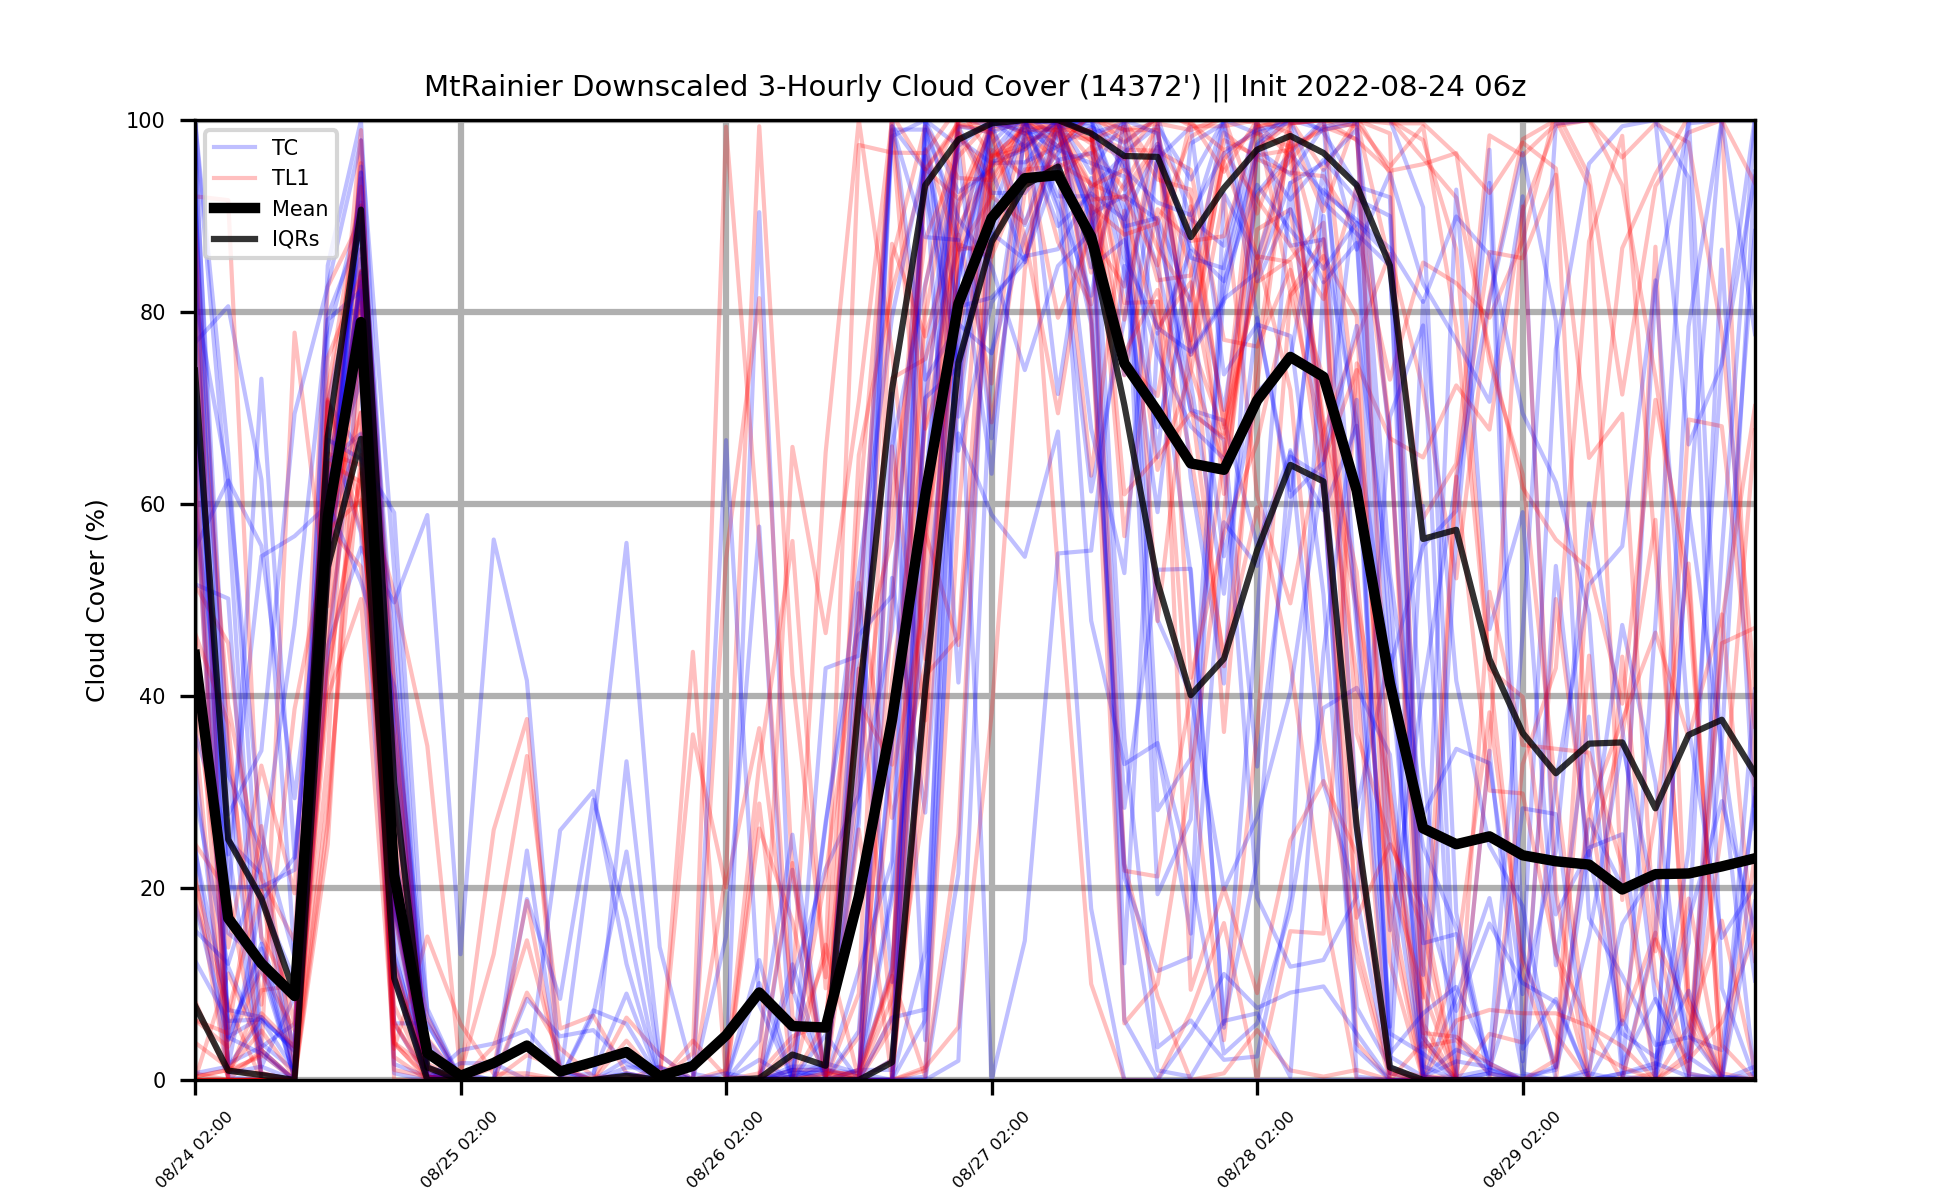 MtRainier Downscaled 3-Hourly Cloud Cover (14372') || Init 2022-08-24 06z
TC
TL1
Mean
IQRs
Cloud Cover (%)
100
80
60
40
20
0
08/24 02:00
08/25 02:00
08/26 02:00
08/27 02:00
08/28 02:00
08/29 02:00